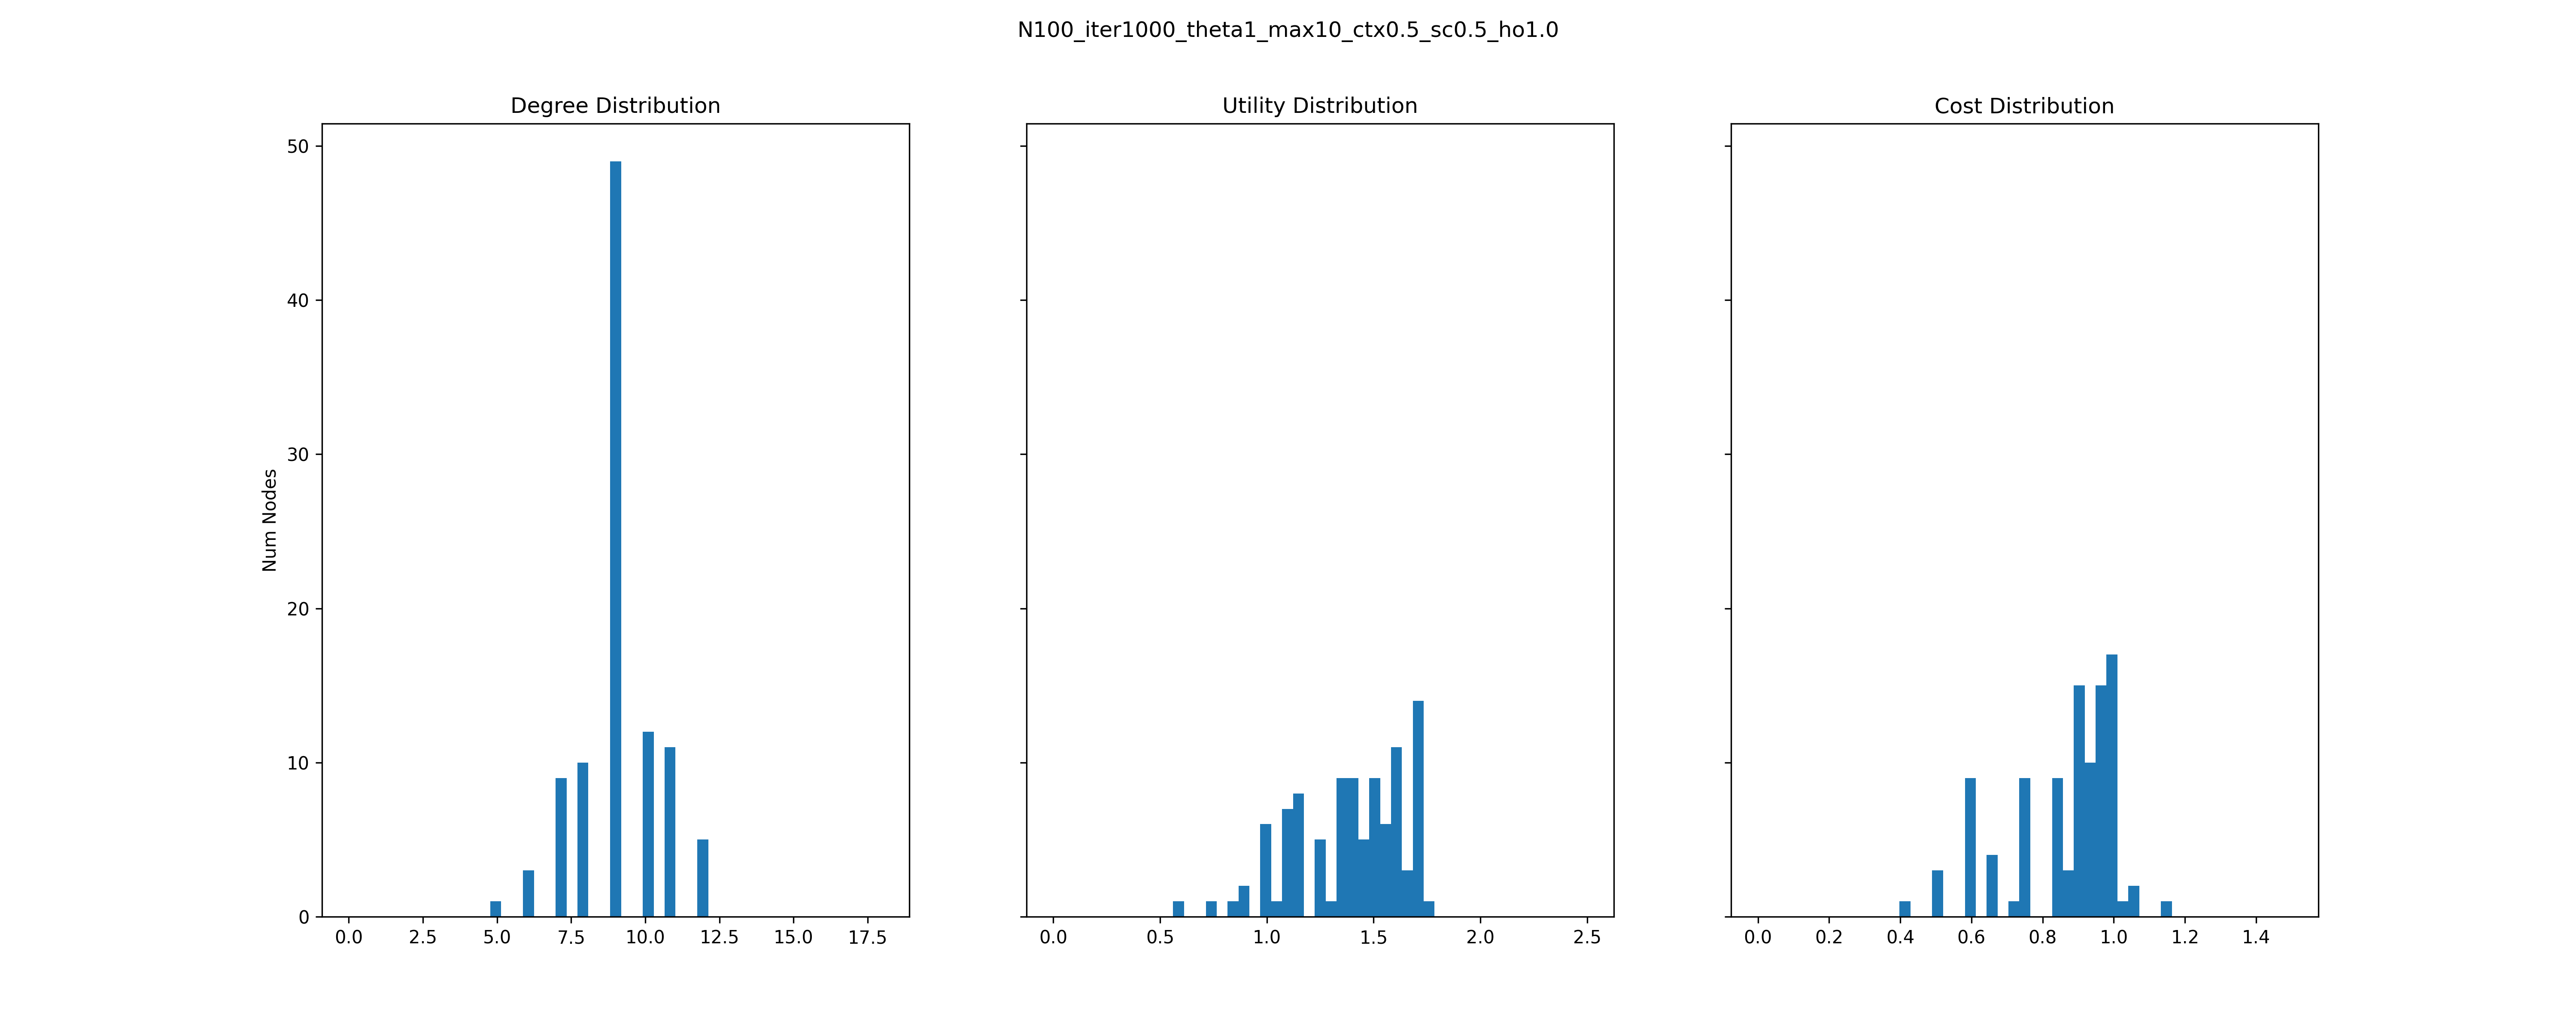 N100_iter1000_theta1_max10_ctx0.5_sc0.5_ho1.0
Degree Distribution
Utility Distribution
Cost Distribution
Num Nodes
50
40
30
20
10
0
0.0 2.5 5.0 7.5 10.0 12.5 15.0 17.5
0.0 0.5 1.0 1.5 2.0 2.5
0.0 0.2 0.4 0.6 0.8 1.0 1.2 1.4